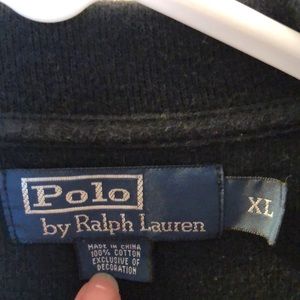 Polo
by Ralph Lauren
XL
MADE IN CHINA
100% COTTON
EXCLUSIVE OF
DECORATION